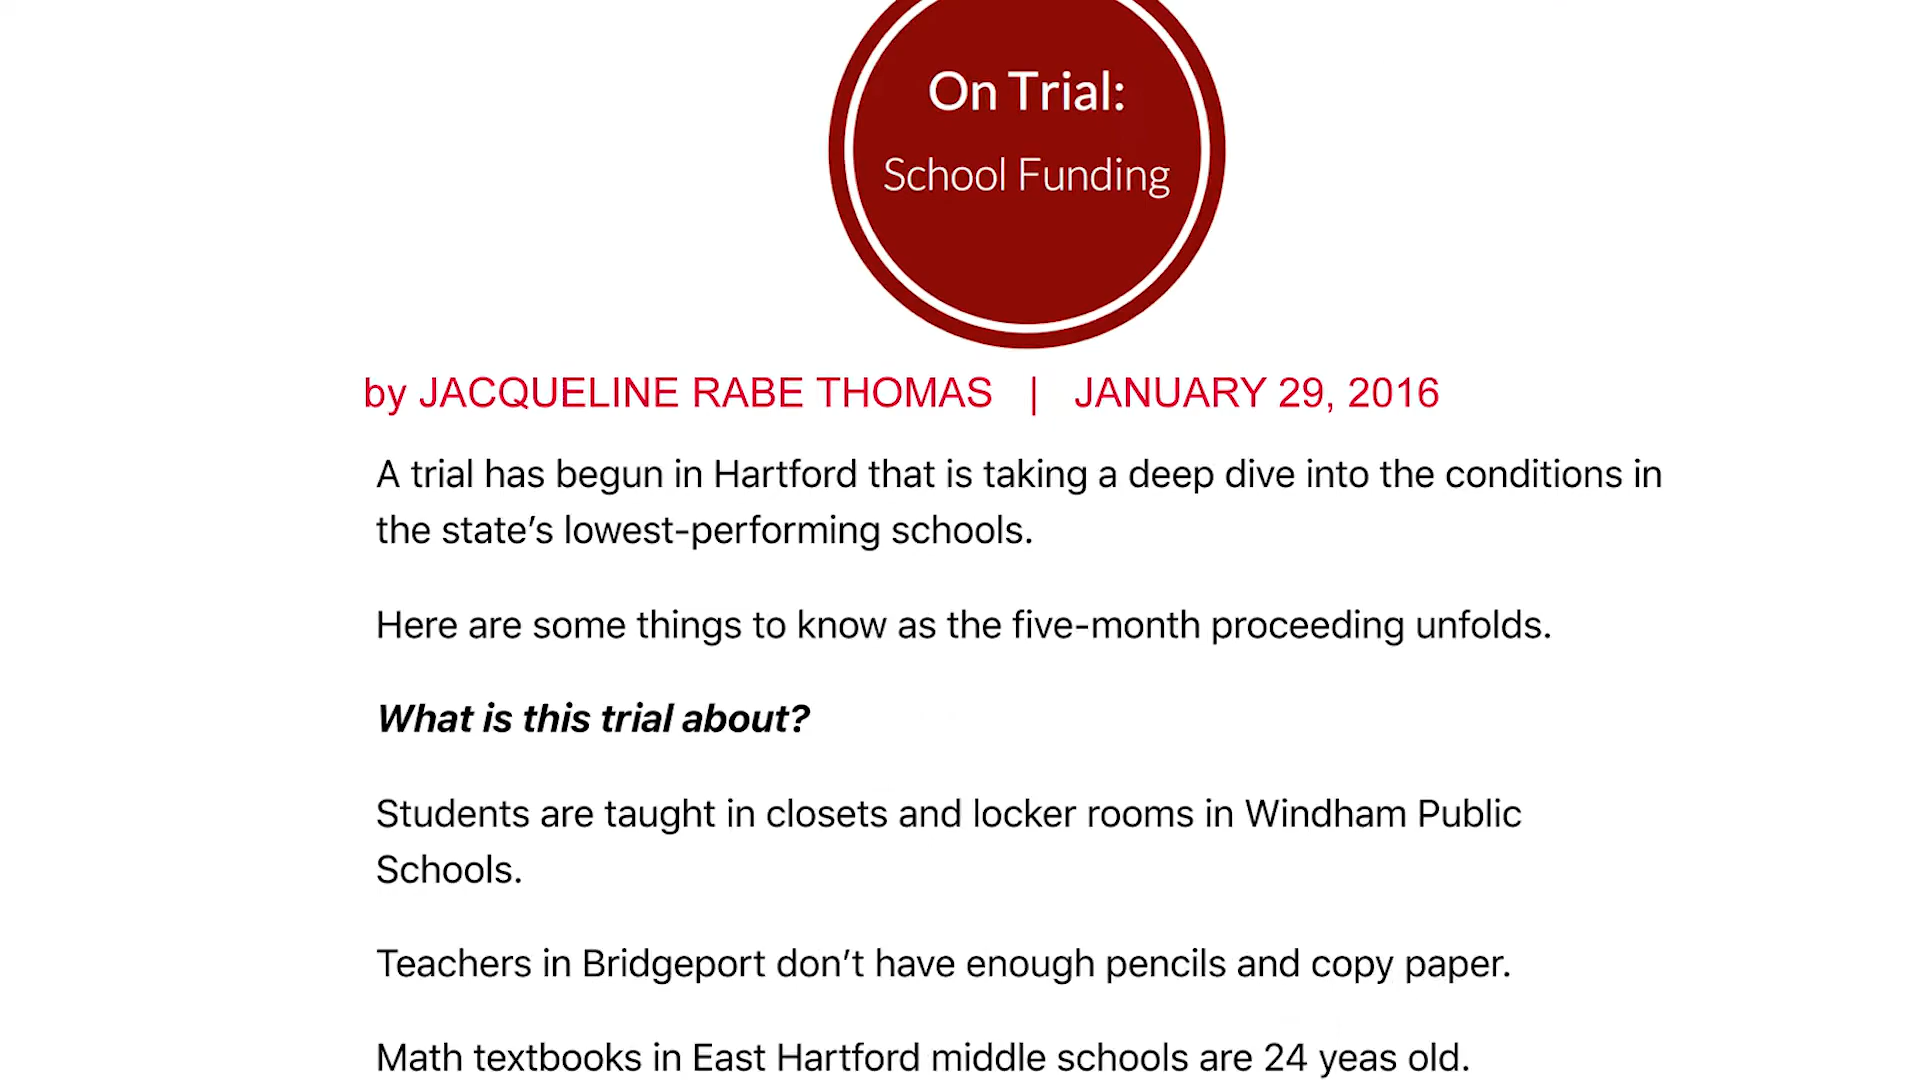 On Trial:
School Funding
by JACQUELINE RABE THOMAS | JANUARY 29, 2016
A trial has begun in Hartford that is taking a deep dive into the conditions in
the state’s lowest-performing schools.
Here are some things to know as the five-month proceeding unfolds.
What is this trial about?
Students are taught in closets and locker rooms in Windham Public
Schools.
Teachers in Bridgeport don’t have enough pencils and copy paper.
Math textbooks in East Hartford middle schools are 24 yeas old.